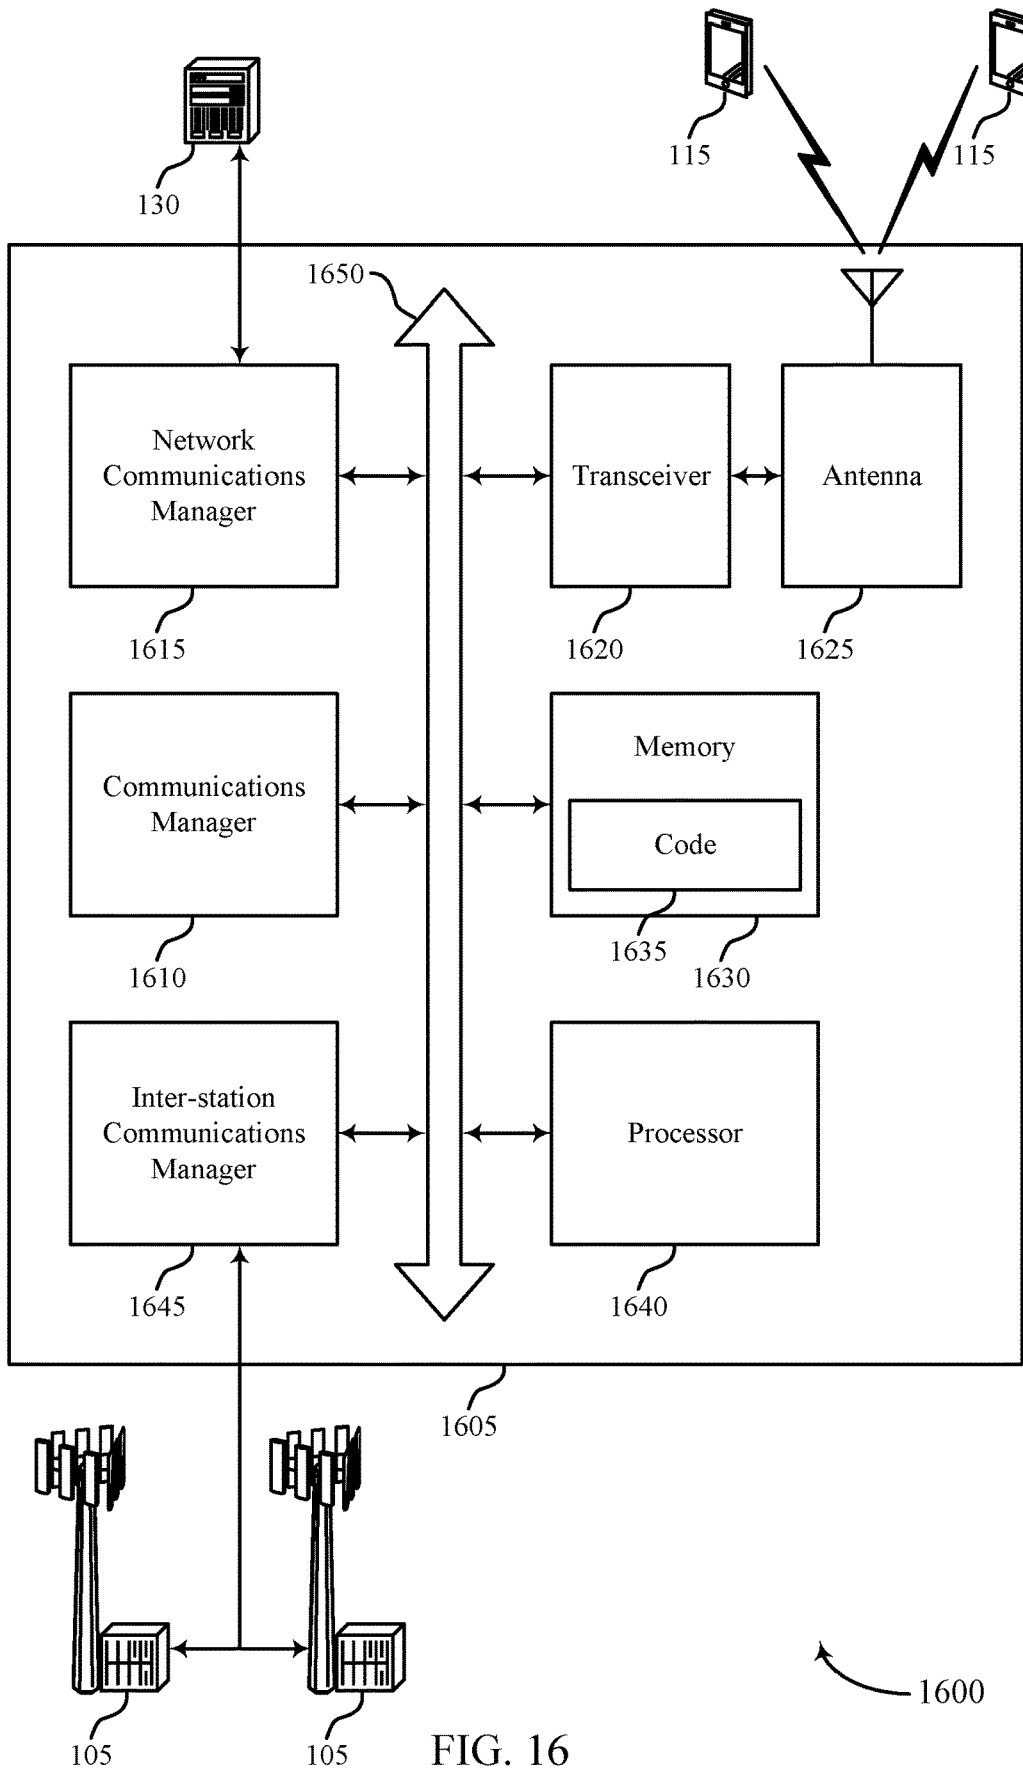 130
115
115
1650
Network
Communications
Manager
Transceiver
Antenna
1615
1620
1625
Communications
Manager
Memory
Code
1610
1635
1630
Inter-station
Communications
Manager
Processor
1645
1640
1605
105
105
1600
FIG. 16